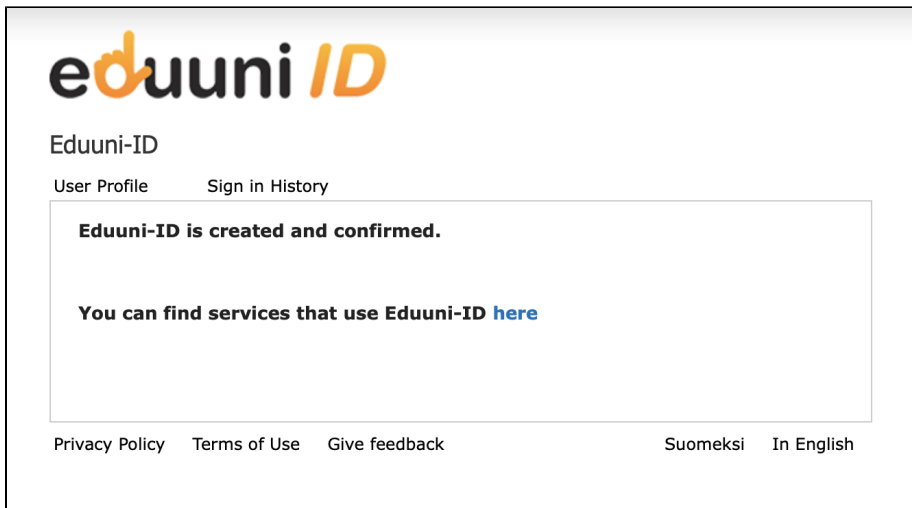 eduuni ID
Eduuni-ID
User Profile Sign in History
Eduuni-ID is created and confirmed.
You can find services that use Eduuni-ID here
Privacy Policy Terms of Use Give feedback Suomeksi In English